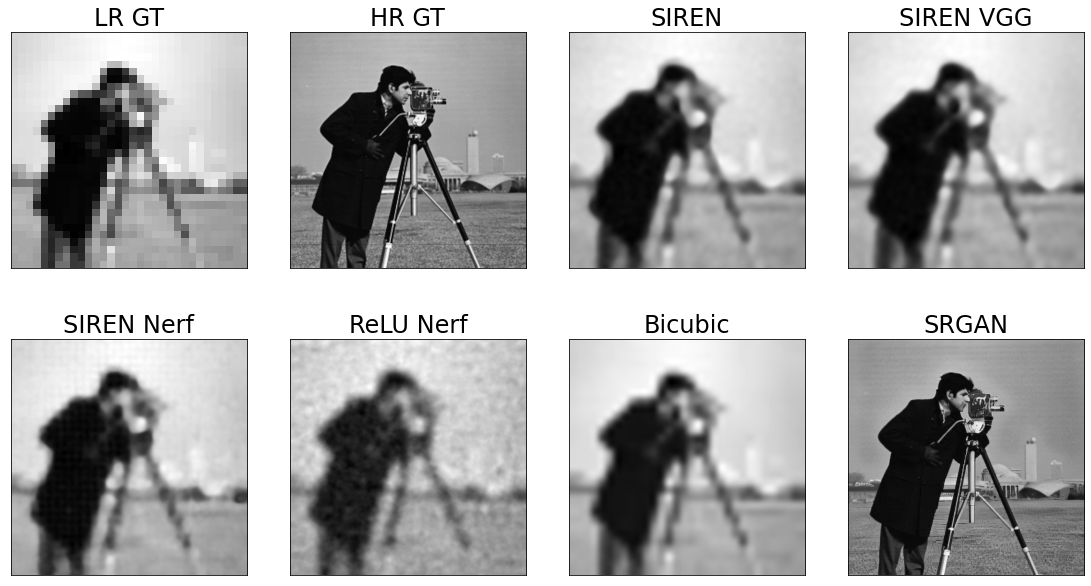 LR GT
HR GT
SIREN
SIREN VGG
SIREN Nerf
ReLU Nerf
Bicubic
SRGAN